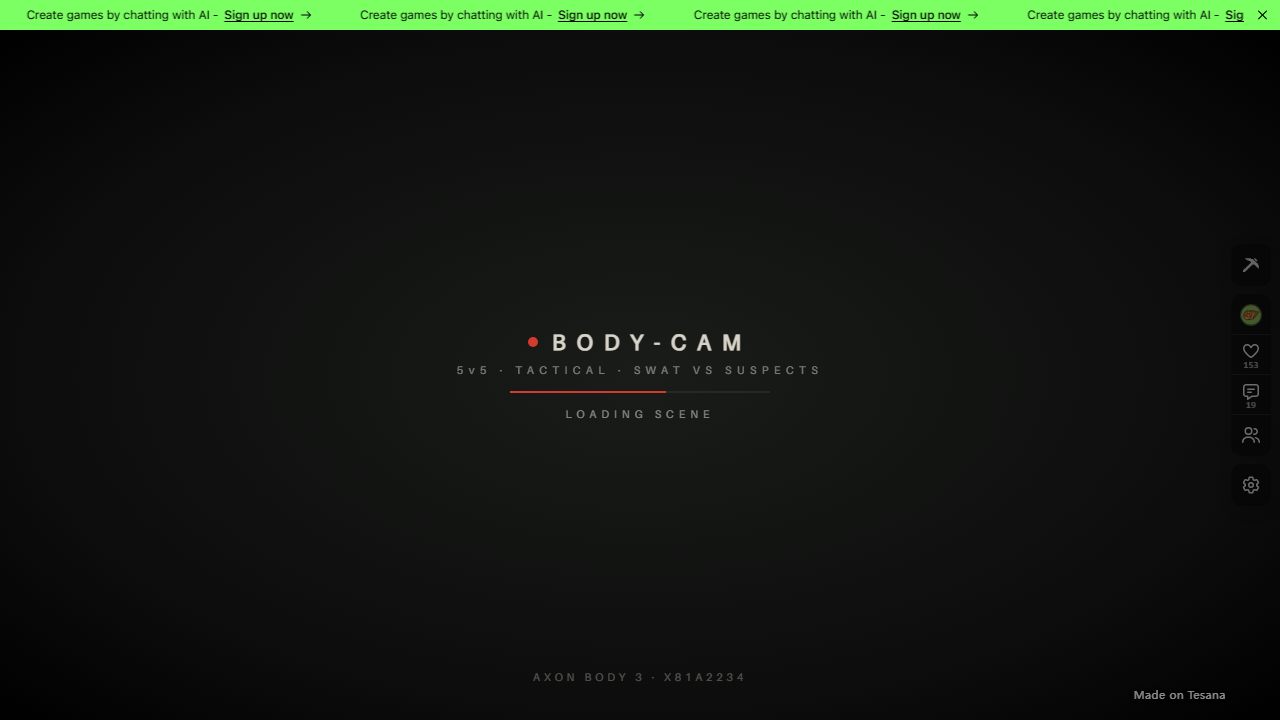 Create games by chatting with AI - Sign up now → Create games by chatting with AI - Sign up now → Create games by chatting with AI - Sign up now → Create games by chatting with AI - Sig
BODY-CAM
5v5 · TACTICAL · SWAT VS SUSPECTS
LOADING SCENE
153
19
AXON BODY 3 · X81A2234
Made on Tesana